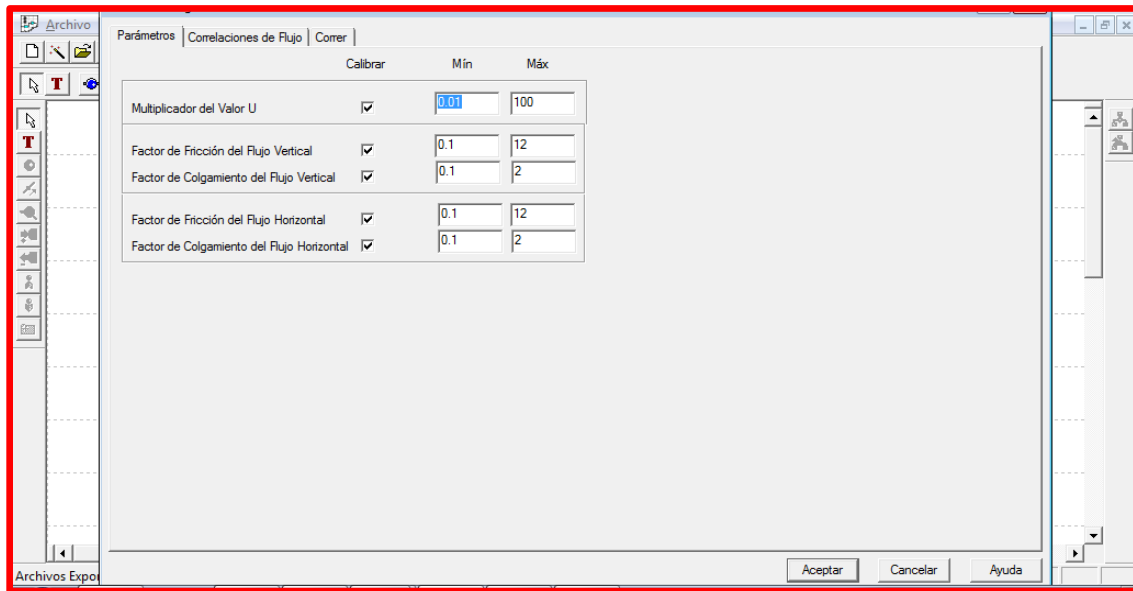 Archivo
Parámetros Correlaciones de Flujo Correr
Calibrar Mín Máx
Multiplicador del Valor U 0.01 100
Factor de Fricción del Flujo Vertical 0.1 12
Factor de Colgamiento del Flujo Vertical 0.1 2
Factor de Fricción del Flujo Horizontal 0.1 12
Factor de Colgamiento del Flujo Horizontal 0.1 2
T
T
Archivos Expor
Aceptar Cancelar Ayuda